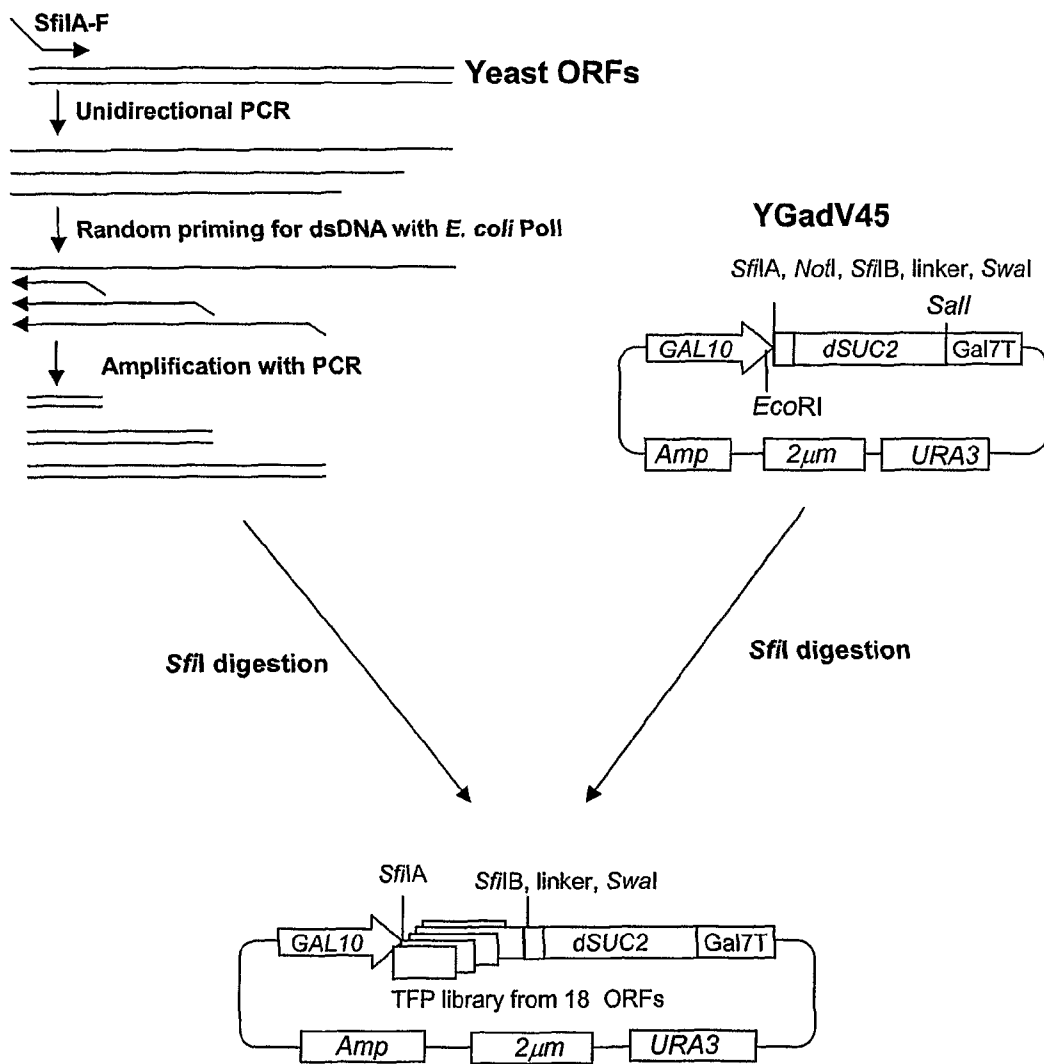 SfiIA-F
Yeast ORFs
Unidirectional PCR
Random priming for dsDNA with E. coli PolI
Amplification with PCR
YGadV45
SfiIA, NotI, SfiIB, linker, SwaI
SalI
GAL10
dSUC2
Gal7T
EcoRI
Amp
2μm
URA3
SfiI digestion
SfiI digestion
SfiIA
SfiIB, linker, SwaI
GAL10
dSUC2
Gal7T
TFP library from 18 ORFs
Amp
2μm
URA3